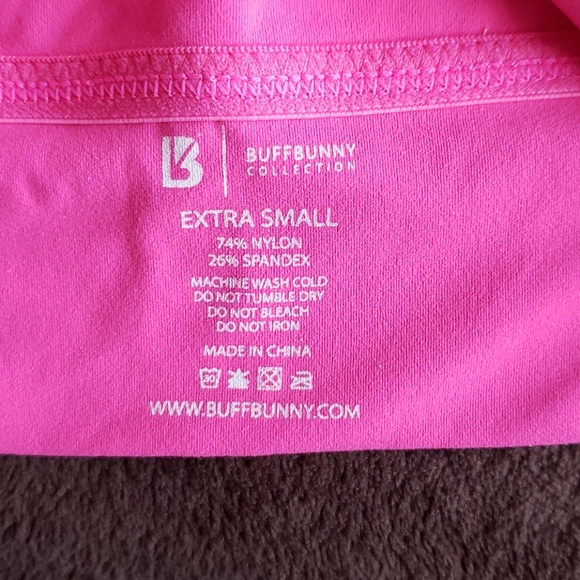 B
BUFFBUNNY
COLLECTION
EXTRA SMALL
74% NYLON
26% SPANDEX
MACHINE WASH COLD
DO NOT TUMBLE DRY
DO NOT BLEACH
DO NOT IRON
MADE IN CHINA
30
WWW.BUFFBUNNY.COM